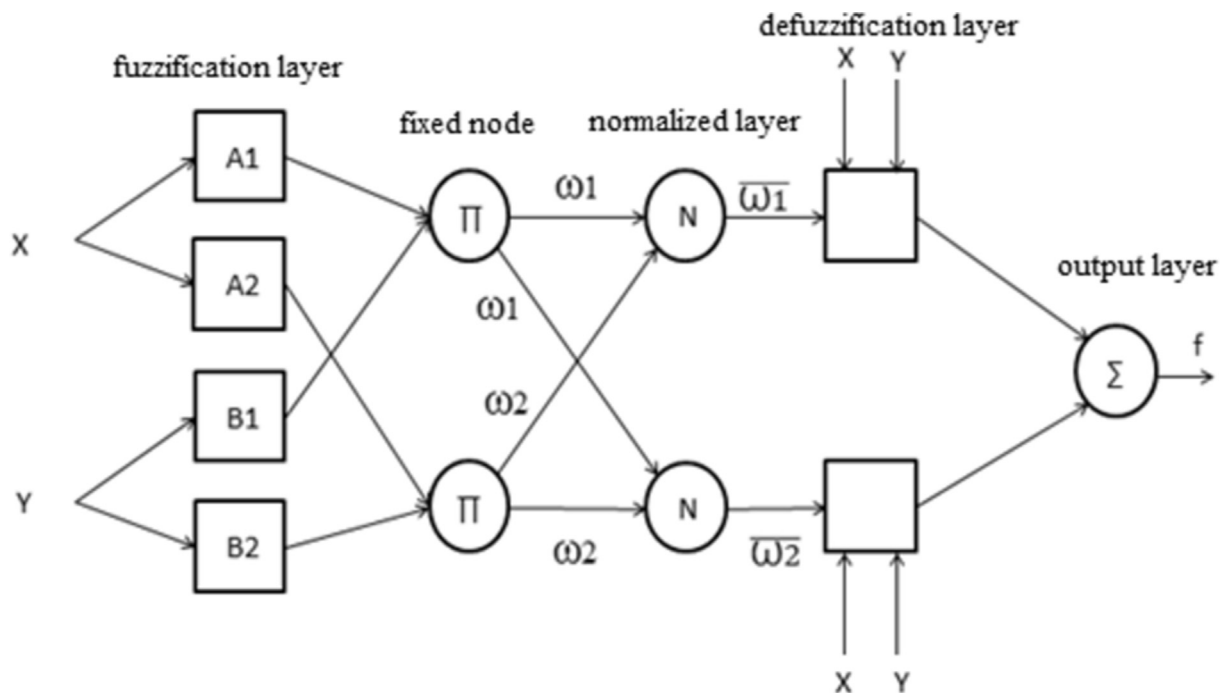 defuzzification layer
X Y
fuzzification layer
fixed node
normalized layer
A1
Π
ω1
N
ω̅1̅
X
A2
ω1
output layer
f
Σ
B1
ω2
Y
B2
Π
ω2
N
ω̅2̅
X Y